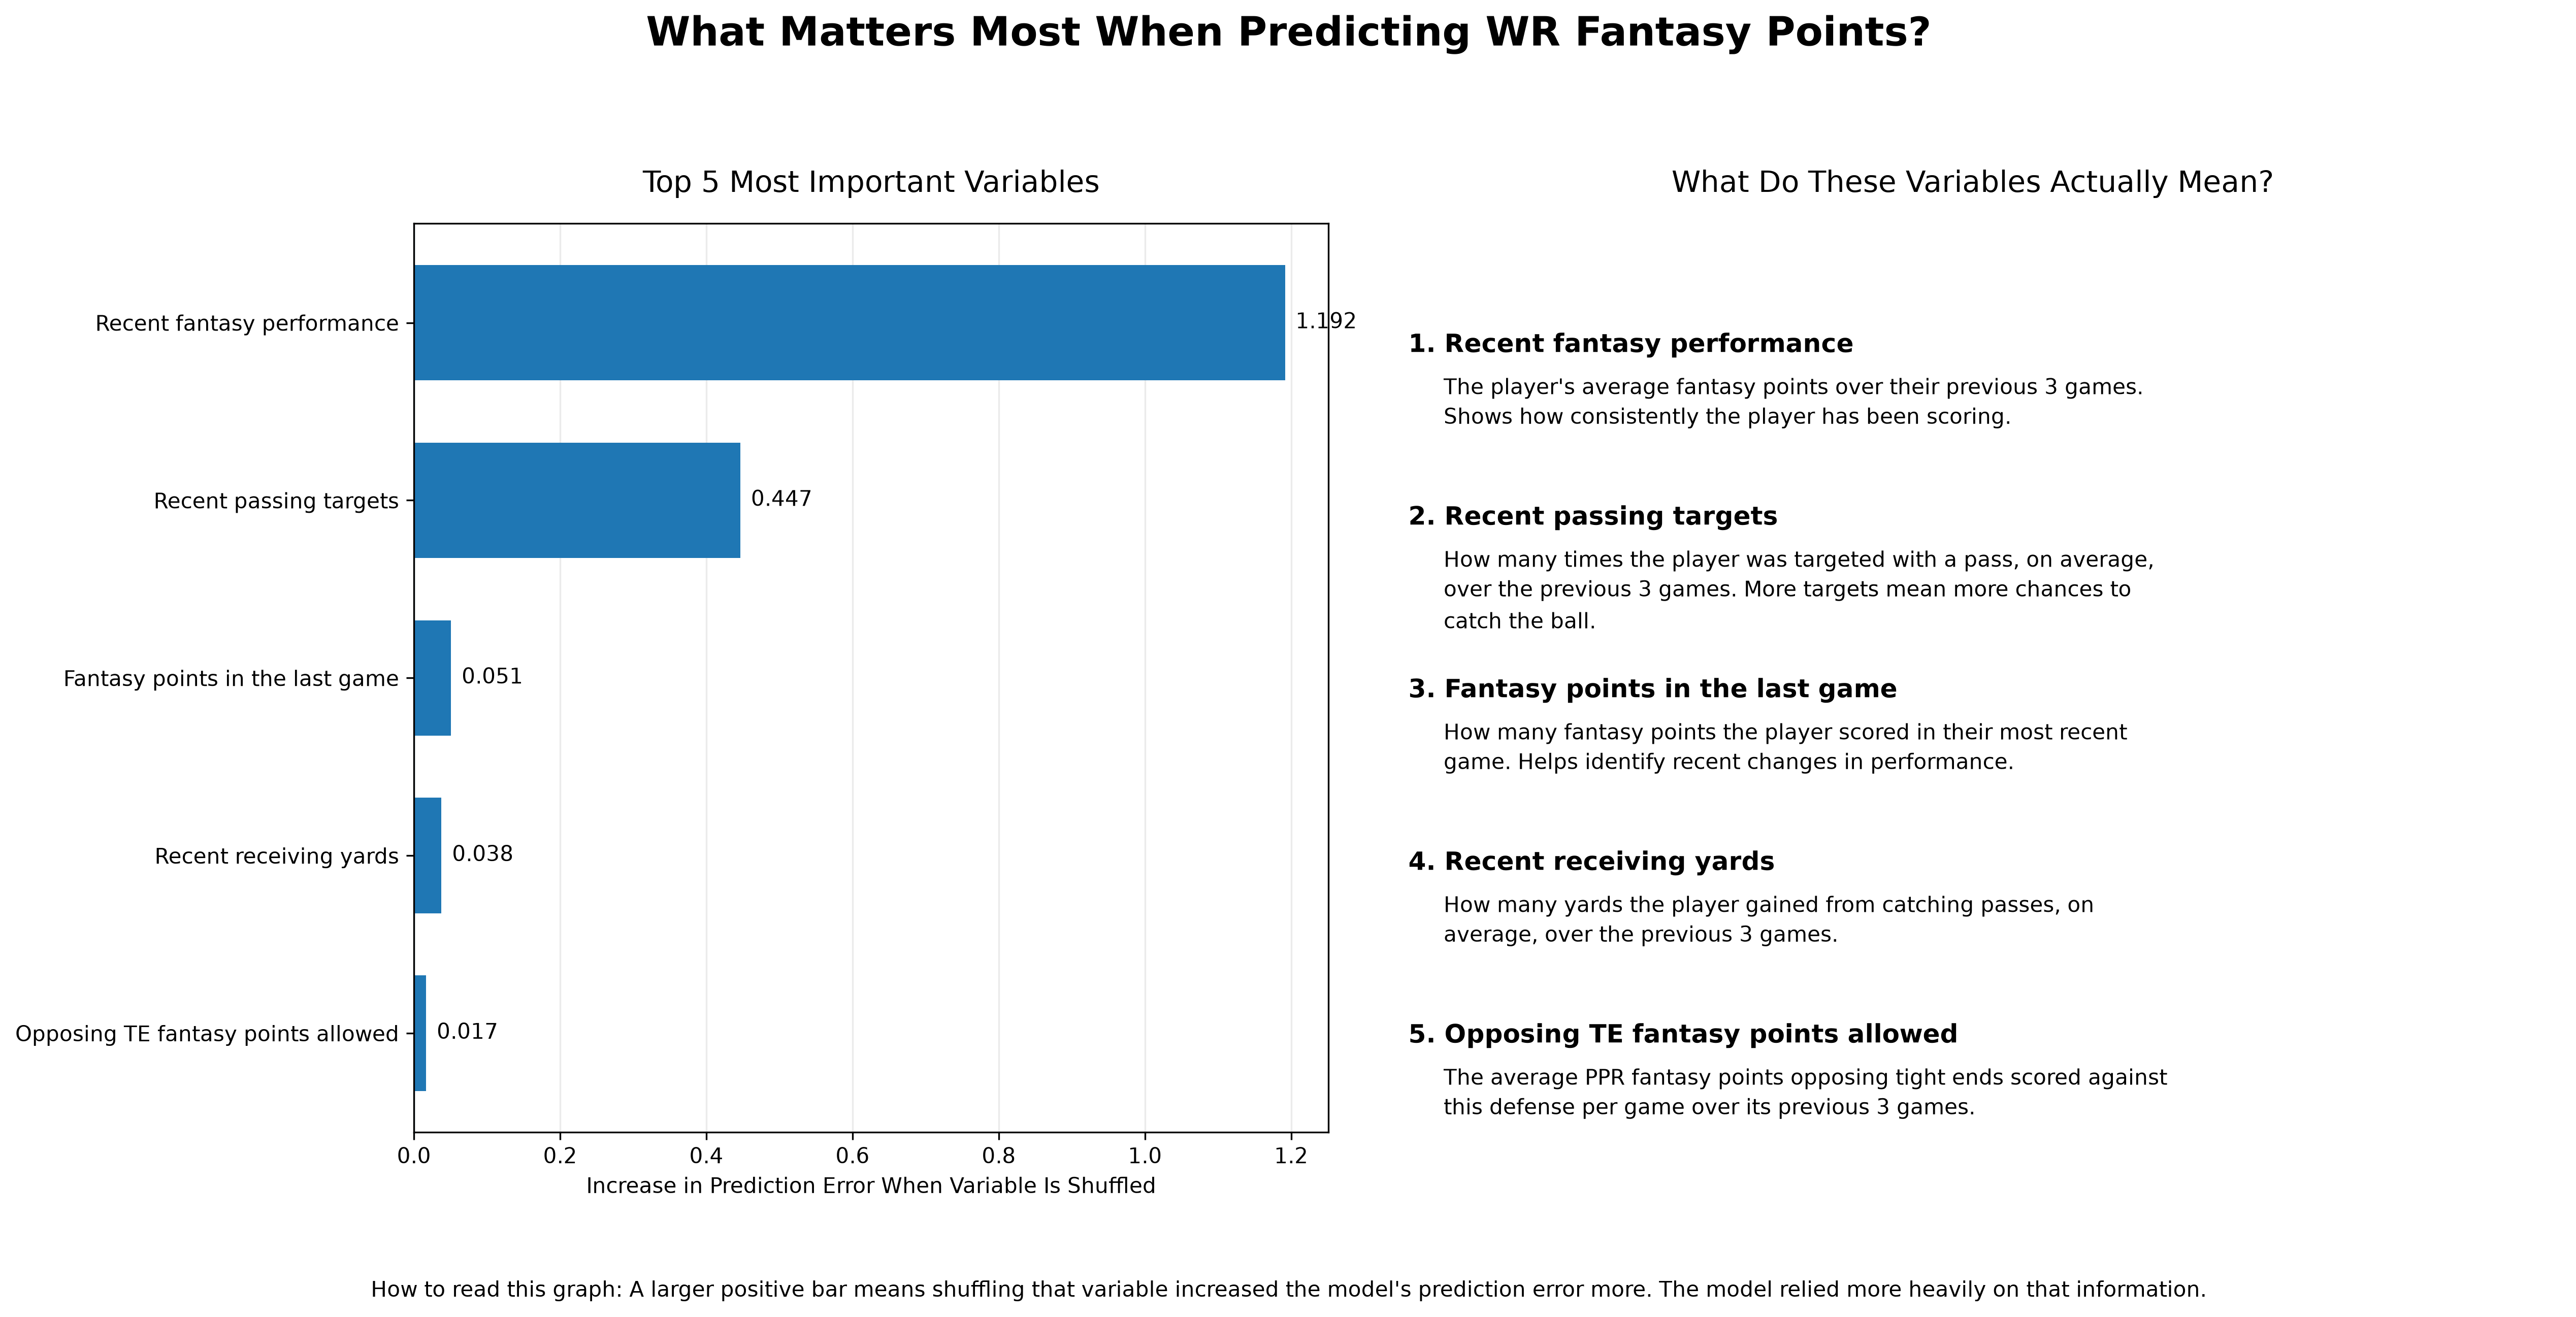 What Matters Most When Predicting WR Fantasy Points?
Top 5 Most Important Variables
Recent fantasy performance
1.192
Recent passing targets
0.447
Fantasy points in the last game
0.051
Recent receiving yards
0.038
Opposing TE fantasy points allowed
0.017
0.0 0.2 0.4 0.6 0.8 1.0 1.2
Increase in Prediction Error When Variable Is Shuffled
What Do These Variables Actually Mean?
1. Recent fantasy performance
The player's average fantasy points over their previous 3 games.
Shows how consistently the player has been scoring.
2. Recent passing targets
How many times the player was targeted with a pass, on average,
over the previous 3 games. More targets mean more chances to
catch the ball.
3. Fantasy points in the last game
How many fantasy points the player scored in their most recent
game. Helps identify recent changes in performance.
4. Recent receiving yards
How many yards the player gained from catching passes, on
average, over the previous 3 games.
5. Opposing TE fantasy points allowed
The average PPR fantasy points opposing tight ends scored against
this defense per game over its previous 3 games.
How to read this graph: A larger positive bar means shuffling that variable increased the model's prediction error more. The model relied more heavily on that information.